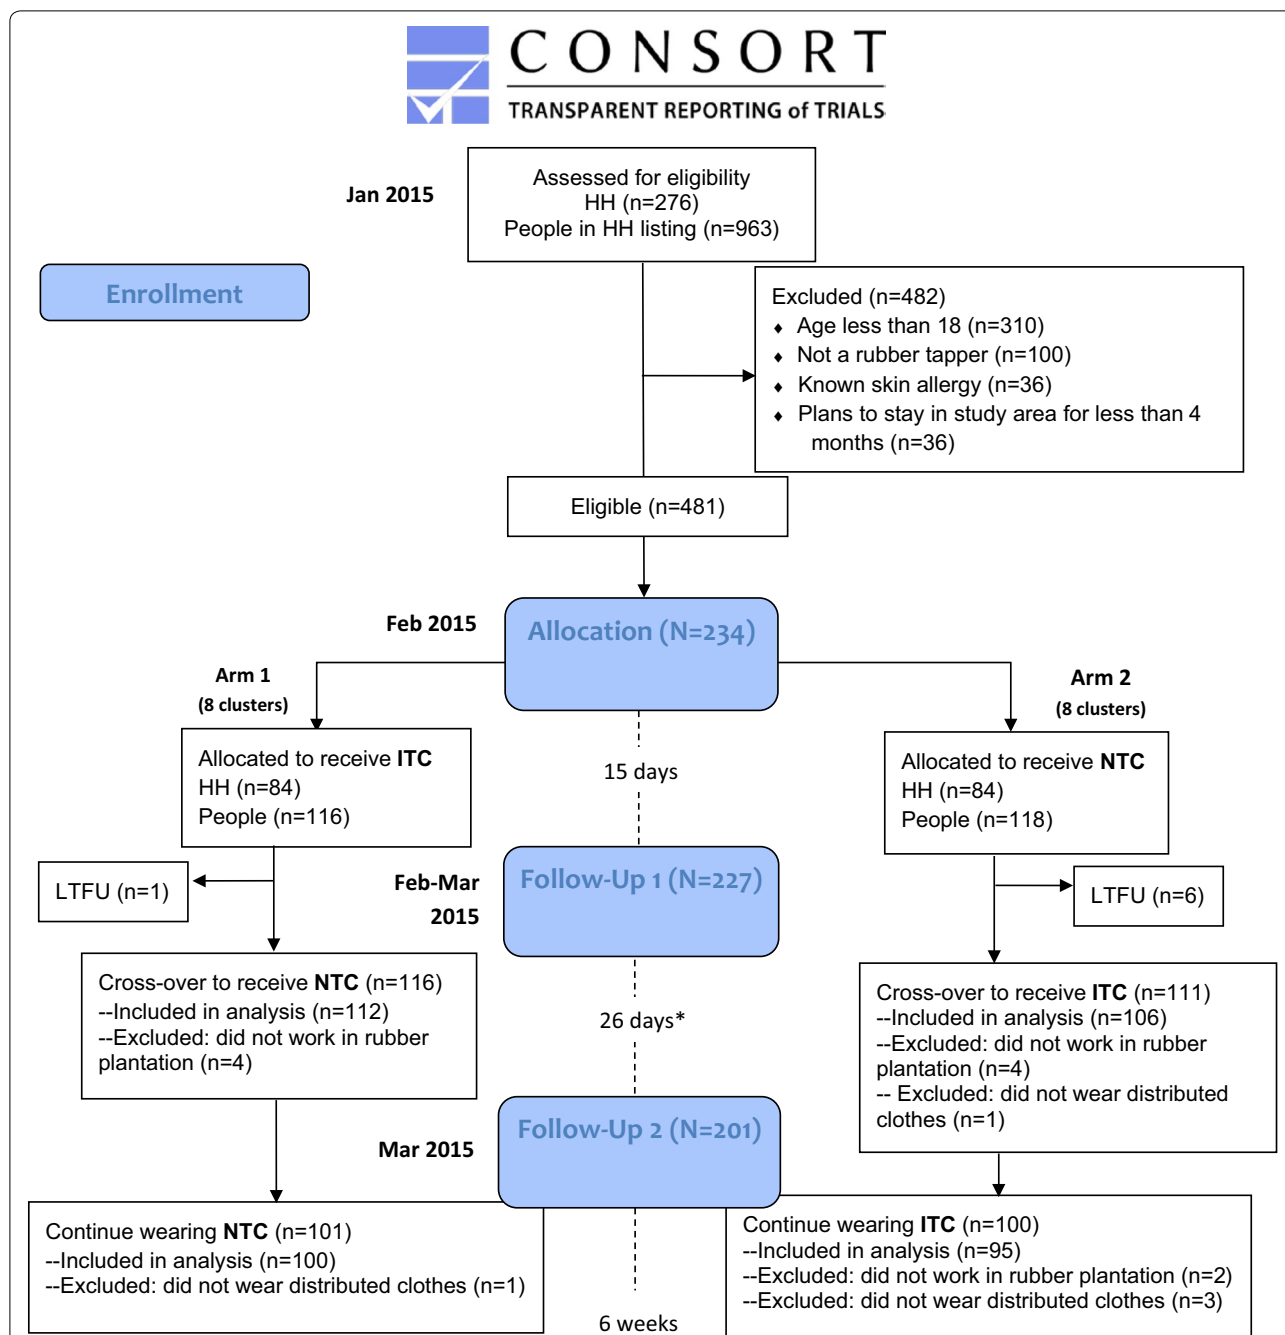 CONSORT
TRANSPARENT REPORTING of TRIALS
Jan 2015
Assessed for eligibility
HH (n=276)
People in HH listing (n=963)
Enrollment
Excluded (n=482)
♦ Age less than 18 (n=310)
♦ Not a rubber tapper (n=100)
♦ Known skin allergy (n=36)
♦ Plans to stay in study area for less than 4
months (n=36)
Eligible (n=481)
Feb 2015
Allocation (N=234)
Arm 1
(8 clusters)
Arm 2
(8 clusters)
Allocated to receive ITC
HH (n=84)
People (n=116)
15 days
Allocated to receive NTC
HH (n=84)
People (n=118)
LTFU (n=1)
Feb-Mar
2015
Follow-Up 1 (N=227)
LTFU (n=6)
Cross-over to receive NTC (n=116)
--Included in analysis (n=112)
--Excluded: did not work in rubber
plantation (n=4)
26 days*
Cross-over to receive ITC (n=111)
--Included in analysis (n=106)
--Excluded: did not work in rubber
plantation (n=4)
-- Excluded: did not wear distributed
clothes (n=1)
Mar 2015
Follow-Up 2 (N=201)
Continue wearing NTC (n=101)
--Included in analysis (n=100)
--Excluded: did not wear distributed clothes (n=1)
6 weeks
Continue wearing ITC (n=100)
--Included in analysis (n=95)
--Excluded: did not work in rubber plantation (n=2)
--Excluded: did not wear distributed clothes (n=3)